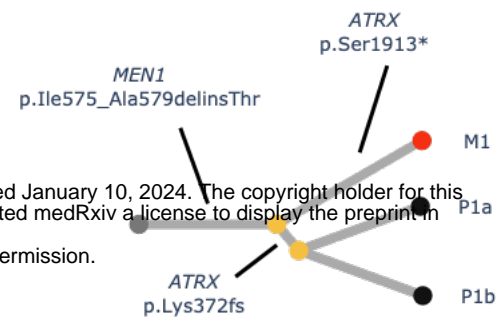 ATRX
p.Ser1913*
MEN1
p.Ile575_Ala579delinsThr
M1
ed January 10, 2024. The copyright holder for this
P1a
ted medRxiv a license to display the preprint in
ermission.
ATRX
p.Lys372fs
P1b